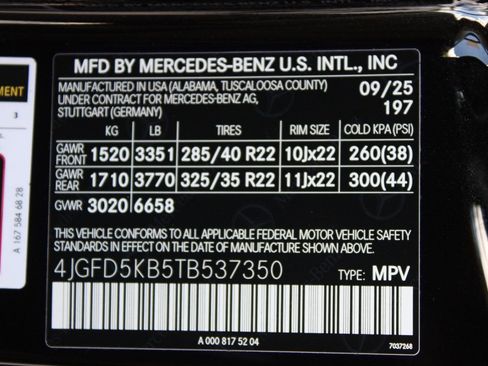 MFD BY MERCEDES-BENZ U.S. INTL., INC
MANUFACTURED IN USA (ALABAMA, TUSCALOOSA COUNTY)
UNDER CONTRACT FOR MERCEDES-BENZ AG,
STUTTGART (GERMANY)
09/25
197
KG LB TIRES RIM SIZE COLD KPA (PSI)
GAWR FRONT 1520 3351 285/40 R22 10Jx22 260(38)
GAWR REAR 1710 3770 325/35 R22 11Jx22 300(44)
GVWR 3020 6658
THIS VEHICLE CONFORMS TO ALL APPLICABLE FEDERAL MOTOR VEHICLE SAFETY
STANDARDS IN EFFECT ON THE DATE OF MANUFACTURE SHOWN ABOVE.
4JGFD5KB5TB537350 TYPE: MPV
A 000 817 52 04
7037268
3
A 167 584 68 28